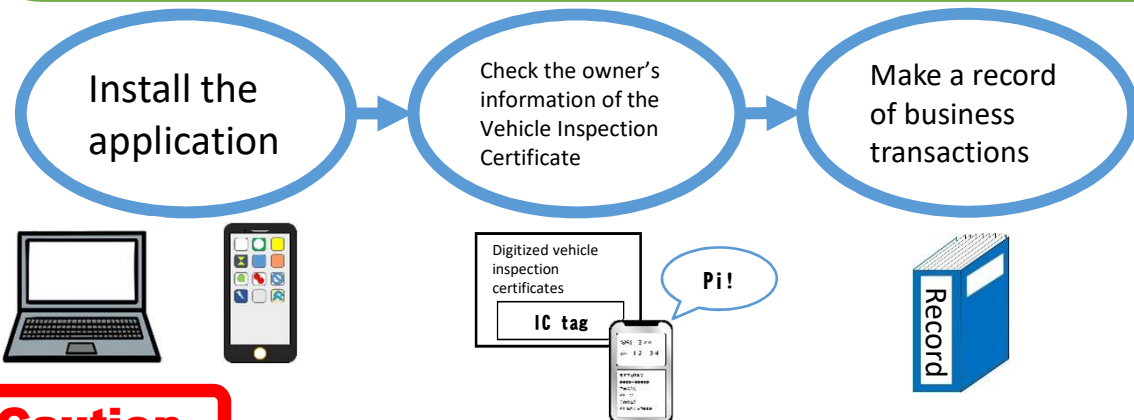 Install the
application
Check the owner’s
information of the
Vehicle Inspection
Certificate
Make a record
of business
transactions
Digitized vehicle
inspection
certificates
IC tag
Pi!
Record
Caution